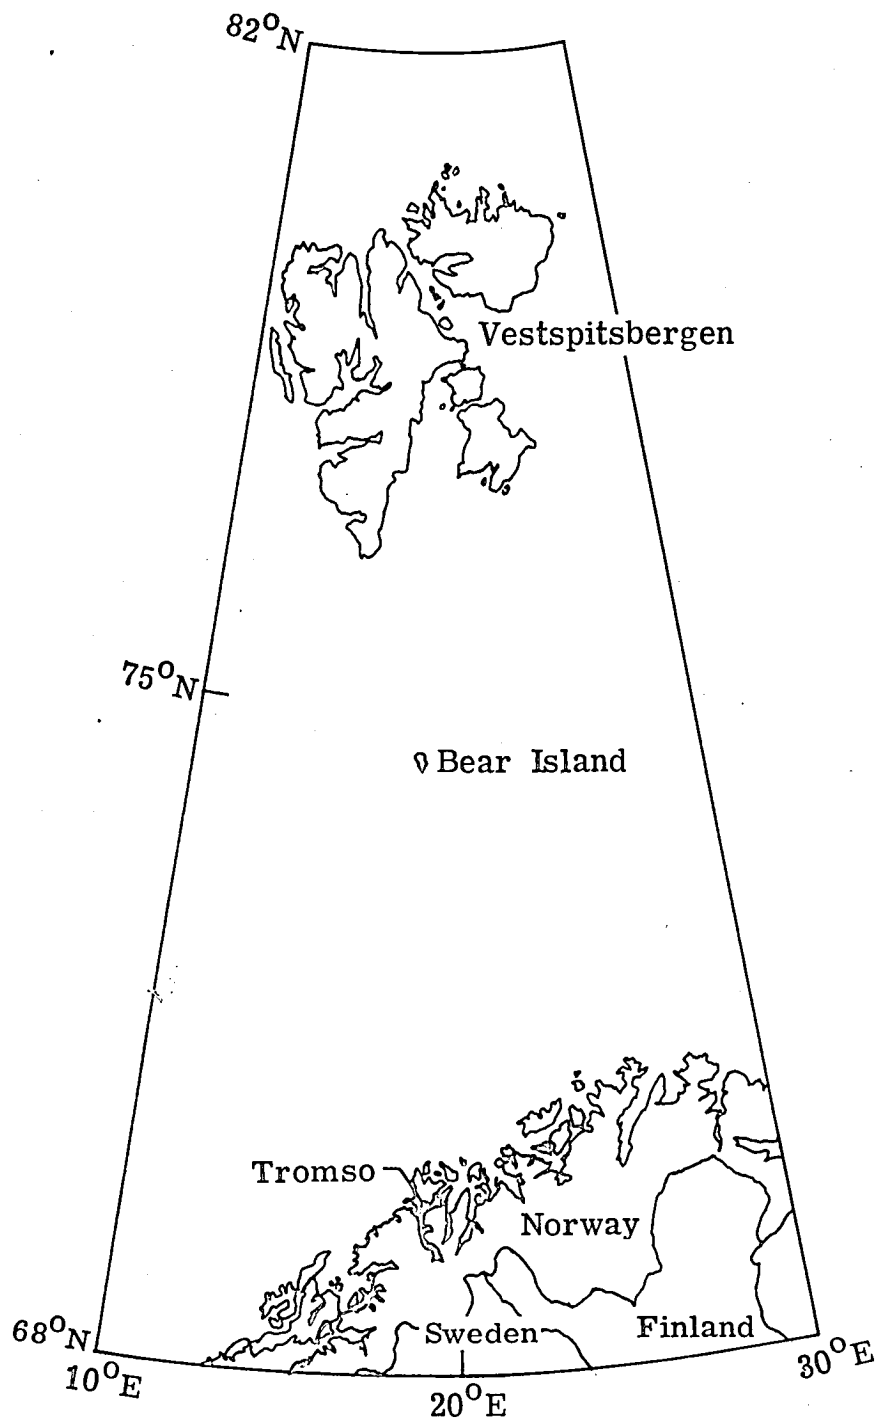 82°N
Vestspitsbergen
75°N
Bear Island
Tromso
Norway
68°N
Sweden
Finland
10°E
20°E
30°E